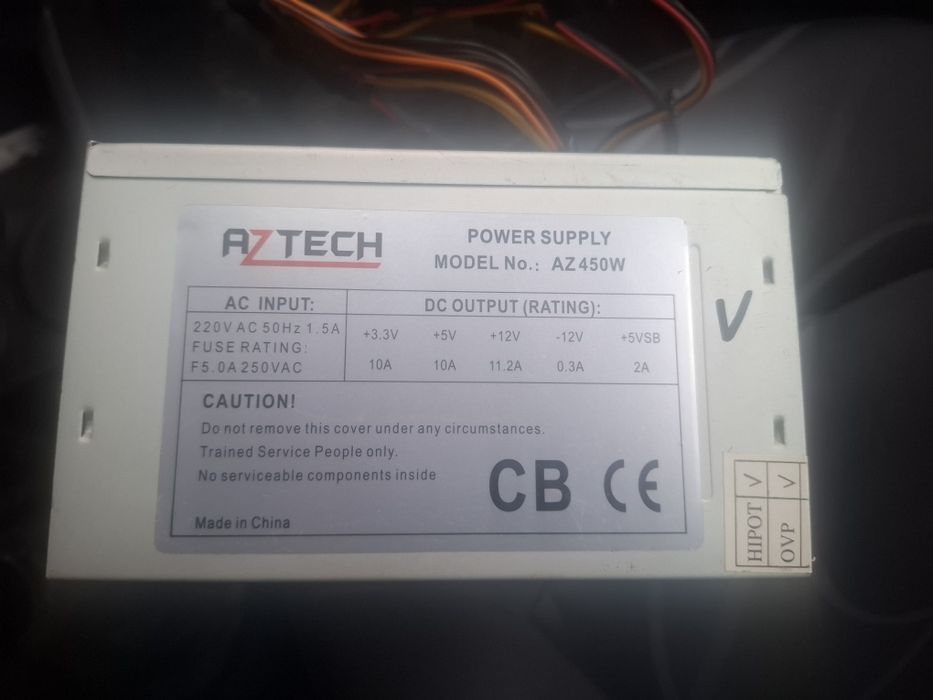 AZTECH
POWER SUPPLY
MODEL No.: AZ450W
AC INPUT:
DC OUTPUT (RATING):
220V AC 50Hz 1.5A
FUSE RATING:
F5.0A 250VAC
+3.3V +5V +12V -12V +5VSB
10A 10A 11.2A 0.3A 2A
CAUTION!
Do not remove this cover under any circumstances.
Trained Service People only.
No serviceable components inside
CB CE
Made in China
V
HIPOT V
OVP V